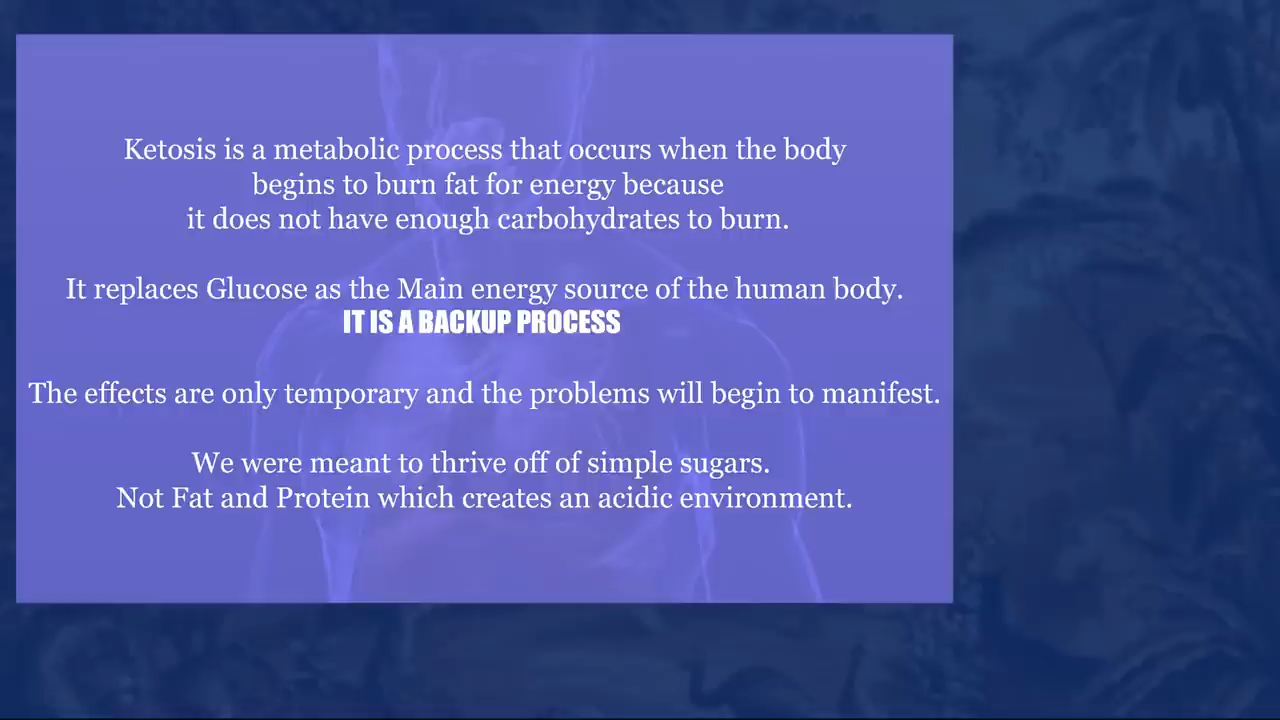 Ketosis is a metabolic process that occurs when the body
begins to burn fat for energy because
it does not have enough carbohydrates to burn.
It replaces Glucose as the Main energy source of the human body.
IT IS A BACKUP PROCESS
The effects are only temporary and the problems will begin to manifest.
We were meant to thrive off of simple sugars.
Not Fat and Protein which creates an acidic environment.